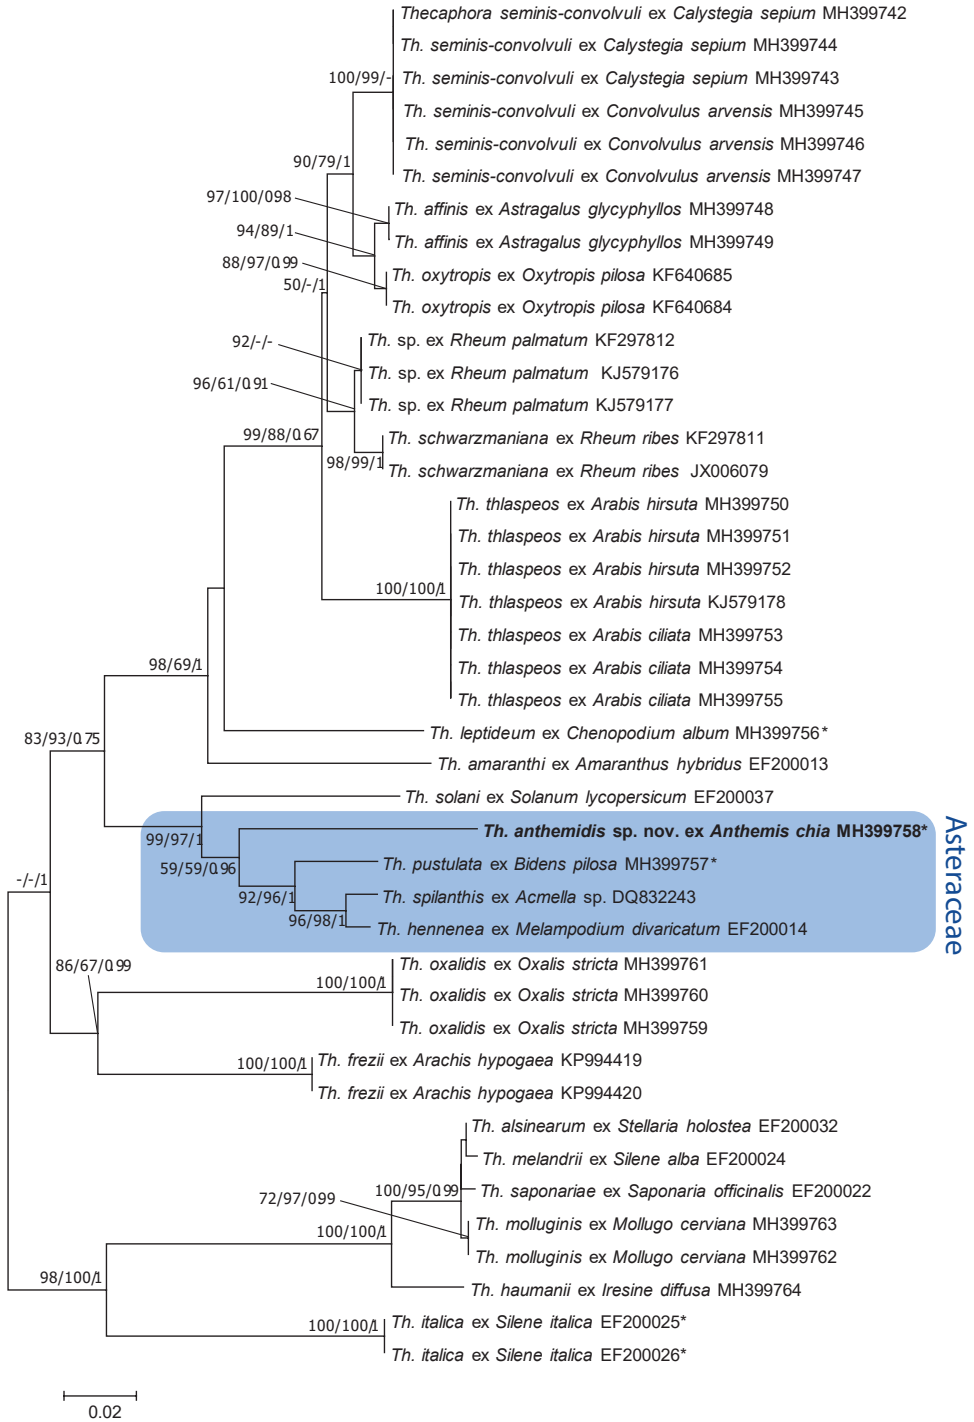 Thecaphora seminis-convolvuli ex Calystegia sepium MH399742
Th. seminis-convolvuli ex Calystegia sepium MH399744
100/99/-
Th. seminis-convolvuli ex Calystegia sepium MH399743
Th. seminis-convolvuli ex Convolvulus arvensis MH399745
Th. seminis-convolvuli ex Convolvulus arvensis MH399746
90/79/1
Th. seminis-convolvuli ex Convolvulus arvensis MH399747
97/100/098
Th. affinis ex Astragalus glycyphyllos MH399748
94/89/1
Th. affinis ex Astragalus glycyphyllos MH399749
88/97/0.99
Th. oxytropis ex Oxytropis pilosa KF640685
50/-/1
Th. oxytropis ex Oxytropis pilosa KF640684
92/-/-
Th. sp. ex Rheum palmatum KF297812
Th. sp. ex Rheum palmatum KJ579176
96/61/0.91
Th. sp. ex Rheum palmatum KJ579177
99/88/0.67
Th. schwarzmaniana ex Rheum ribes KF297811
98/99/1
Th. schwarzmaniana ex Rheum ribes JX006079
Th. thlaspeos ex Arabis hirsuta MH399750
Th. thlaspeos ex Arabis hirsuta MH399751
Th. thlaspeos ex Arabis hirsuta MH399752
100/100/1
Th. thlaspeos ex Arabis hirsuta KJ579178
Th. thlaspeos ex Arabis ciliata MH399753
98/69/1
Th. thlaspeos ex Arabis ciliata MH399754
Th. thlaspeos ex Arabis ciliata MH399755
83/93/0.75
Th. leptideum ex Chenopodium album MH399756*
Th. amaranthi ex Amaranthus hybridus EF200013
Th. solani ex Solanum lycopersicum EF200037
99/97/1
Th. anthemidis sp. nov. ex Anthemis chia MH399758*
59/59/0.96
Th. pustulata ex Bidens pilosa MH399757*
92/96/1
Th. spilanthis ex Acmella sp. DQ832243
96/98/1
Th. hennenea ex Melampodium divaricatum EF200014
Asteraceae
-/-/1
86/67/0.99
Th. oxalidis ex Oxalis stricta MH399761
100/100/1
Th. oxalidis ex Oxalis stricta MH399760
Th. oxalidis ex Oxalis stricta MH399759
100/100/1
Th. frezii ex Arachis hypogaea KP994419
Th. frezii ex Arachis hypogaea KP994420
Th. alsinearum ex Stellaria holostea EF200032
Th. melandrii ex Silene alba EF200024
100/95/0.99
Th. saponariae ex Saponaria officinalis EF200022
72/97/099
Th. molluginis ex Mollugo cerviana MH399763
100/100/1
Th. molluginis ex Mollugo cerviana MH399762
98/100/1
Th. haumanii ex Iresine diffusa MH399764
100/100/1
Th. italica ex Silene italica EF200025*
Th. italica ex Silene italica EF200026*
0.02